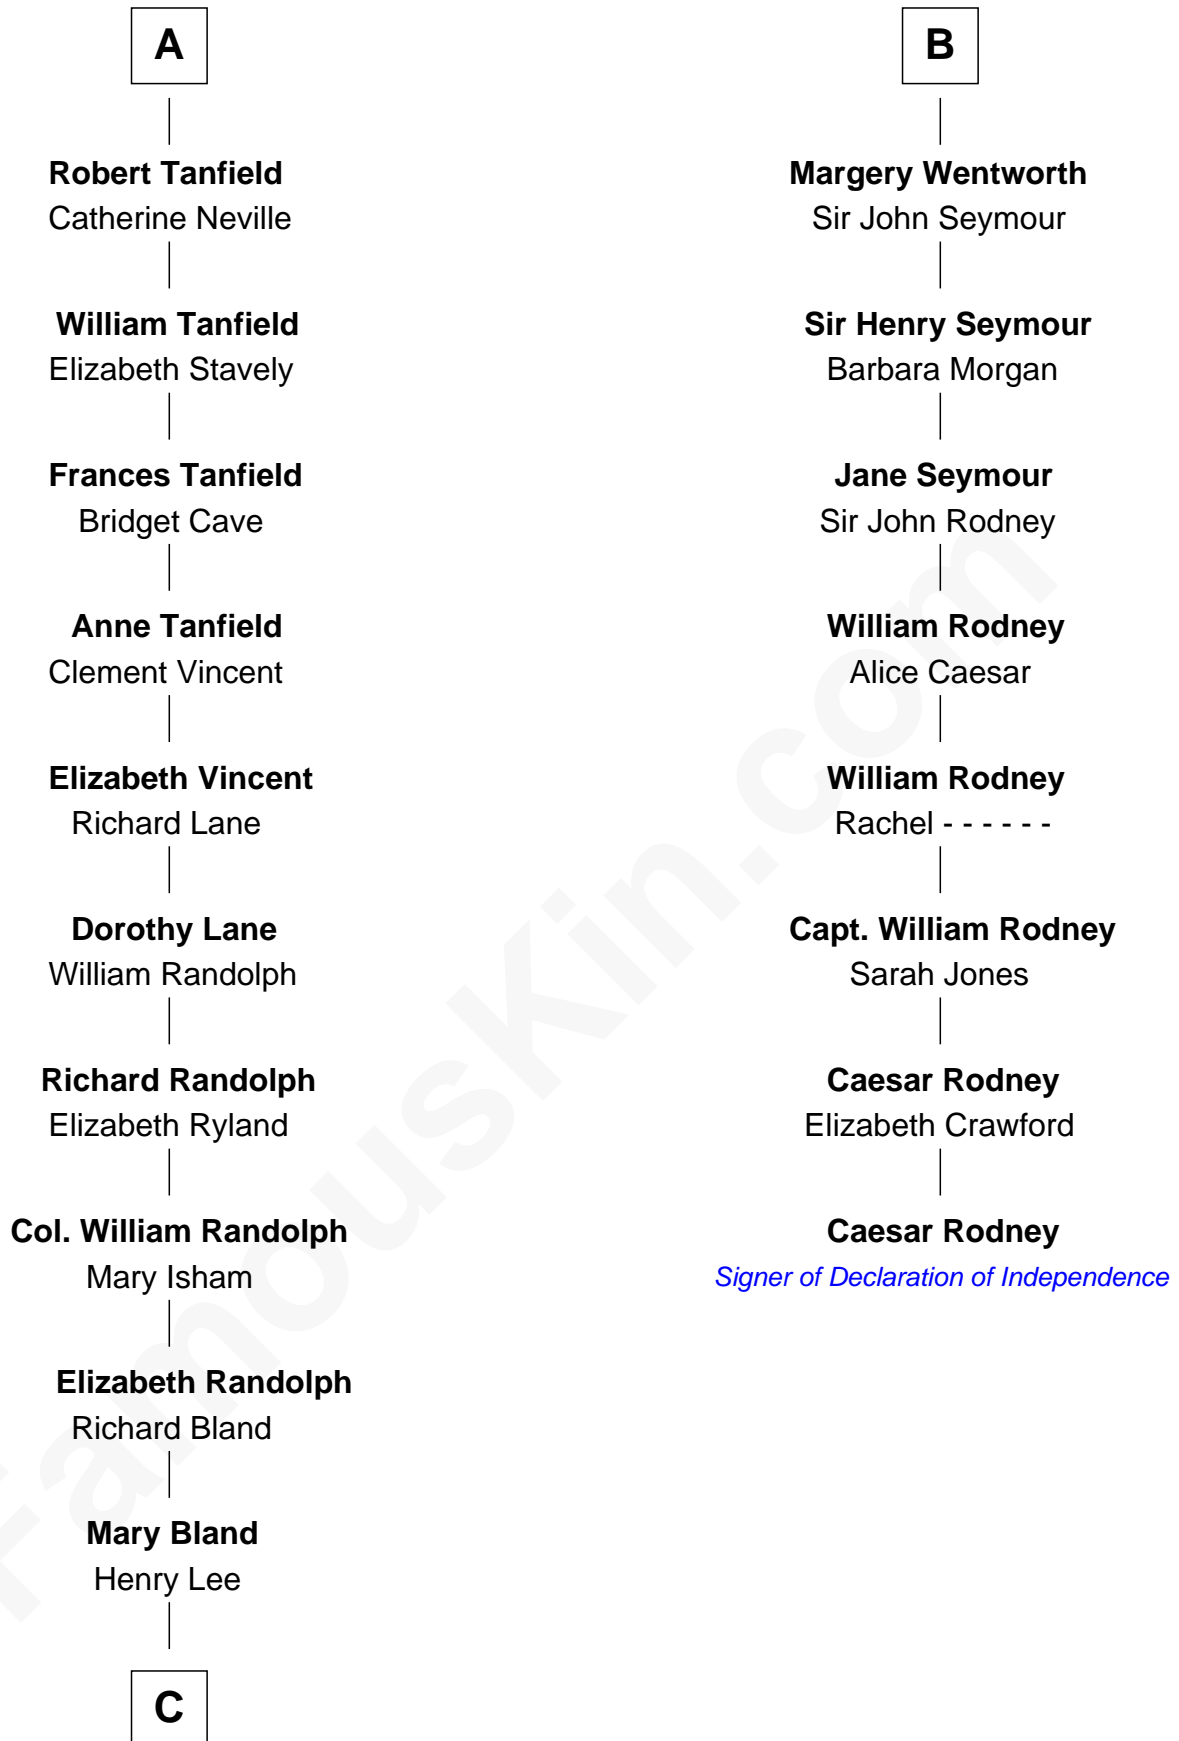 A
Robert Tanfield
Catherine Neville
William Tanfield
Elizabeth Stavely
Frances Tanfield
Bridget Cave
Anne Tanfield
Clement Vincent
Elizabeth Vincent
Richard Lane
Dorothy Lane
William Randolph
Richard Randolph
Elizabeth Ryland
Col. William Randolph
Mary Isham
Elizabeth Randolph
Richard Bland
Mary Bland
Henry Lee
C
B
Margery Wentworth
Sir John Seymour
Sir Henry Seymour
Barbara Morgan
Jane Seymour
Sir John Rodney
William Rodney
Alice Caesar
William Rodney
Rachel - - - - - -
Capt. William Rodney
Sarah Jones
Caesar Rodney
Elizabeth Crawford
Caesar Rodney
Signer of Declaration of Independence
FamousKin.com